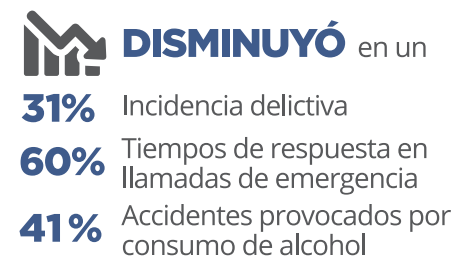 DISMINUYÓ en un
31% Incidencia delictiva
60% Tiempos de respuesta en
llamadas de emergencia
41% Accidentes provocados por
consumo de alcohol